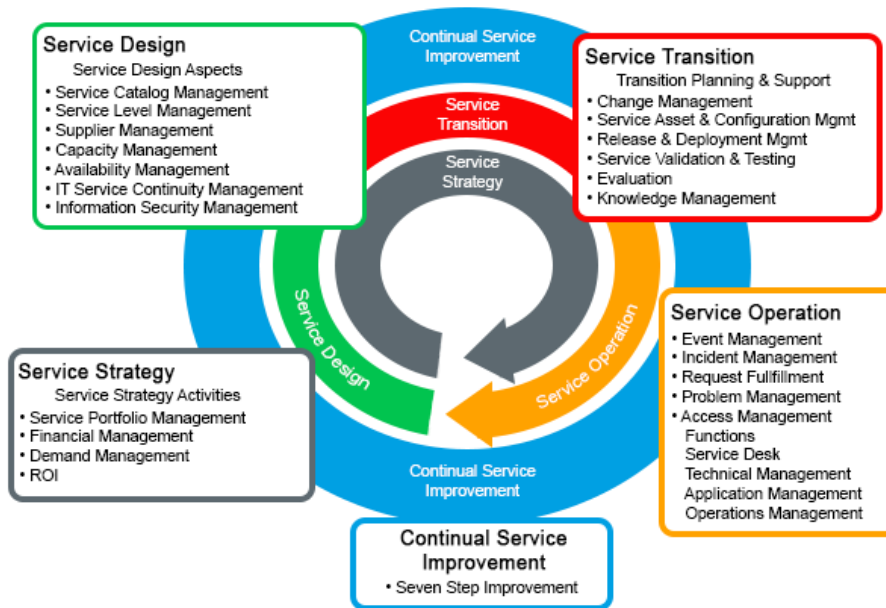 Service Design
Service Design Aspects
• Service Catalog Management
• Service Level Management
• Supplier Management
• Capacity Management
• Availability Management
• IT Service Continuity Management
• Information Security Management
Continual Service
Improvement
Service Transition
Transition Planning & Support
• Change Management
• Service Asset & Configuration Mgmt
• Release & Deployment Mgmt
• Service Validation & Testing
• Evaluation
• Knowledge Management
Service
Transition
Service
Strategy
Service Design
Service Operation
Service Strategy
Service Strategy Activities
• Service Portfolio Management
• Financial Management
• Demand Management
• ROI
Service Operation
• Event Management
• Incident Management
• Request Fullfillment
• Problem Management
• Access Management
Functions
Service Desk
Technical Management
Application Management
Operations Management
Continual Service
Improvement
Continual Service
Improvement
• Seven Step Improvement